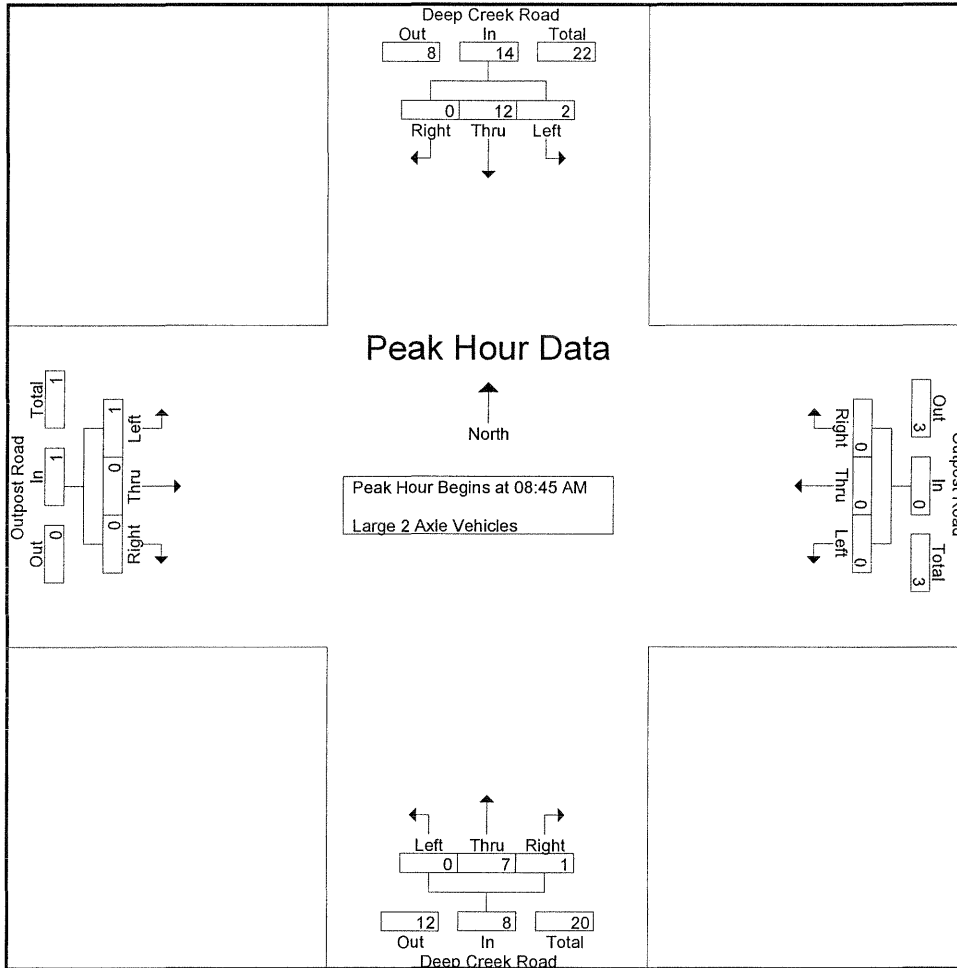 Deep Creek Road
Out In Total
8 14 22
0 12 2
Right Thru Left
Peak Hour Data
North
Peak Hour Begins at 08:45 AM
Large 2 Axle Vehicles
Outpost Road
Out In Total
0 1 1
Left Thru Right
1 0 0
Outpost Road
Out In Total
3 0 3
Right Thru Left
0 0 0
Left Thru Right
0 7 1
12 8 20
Out In Total
Deep Creek Road